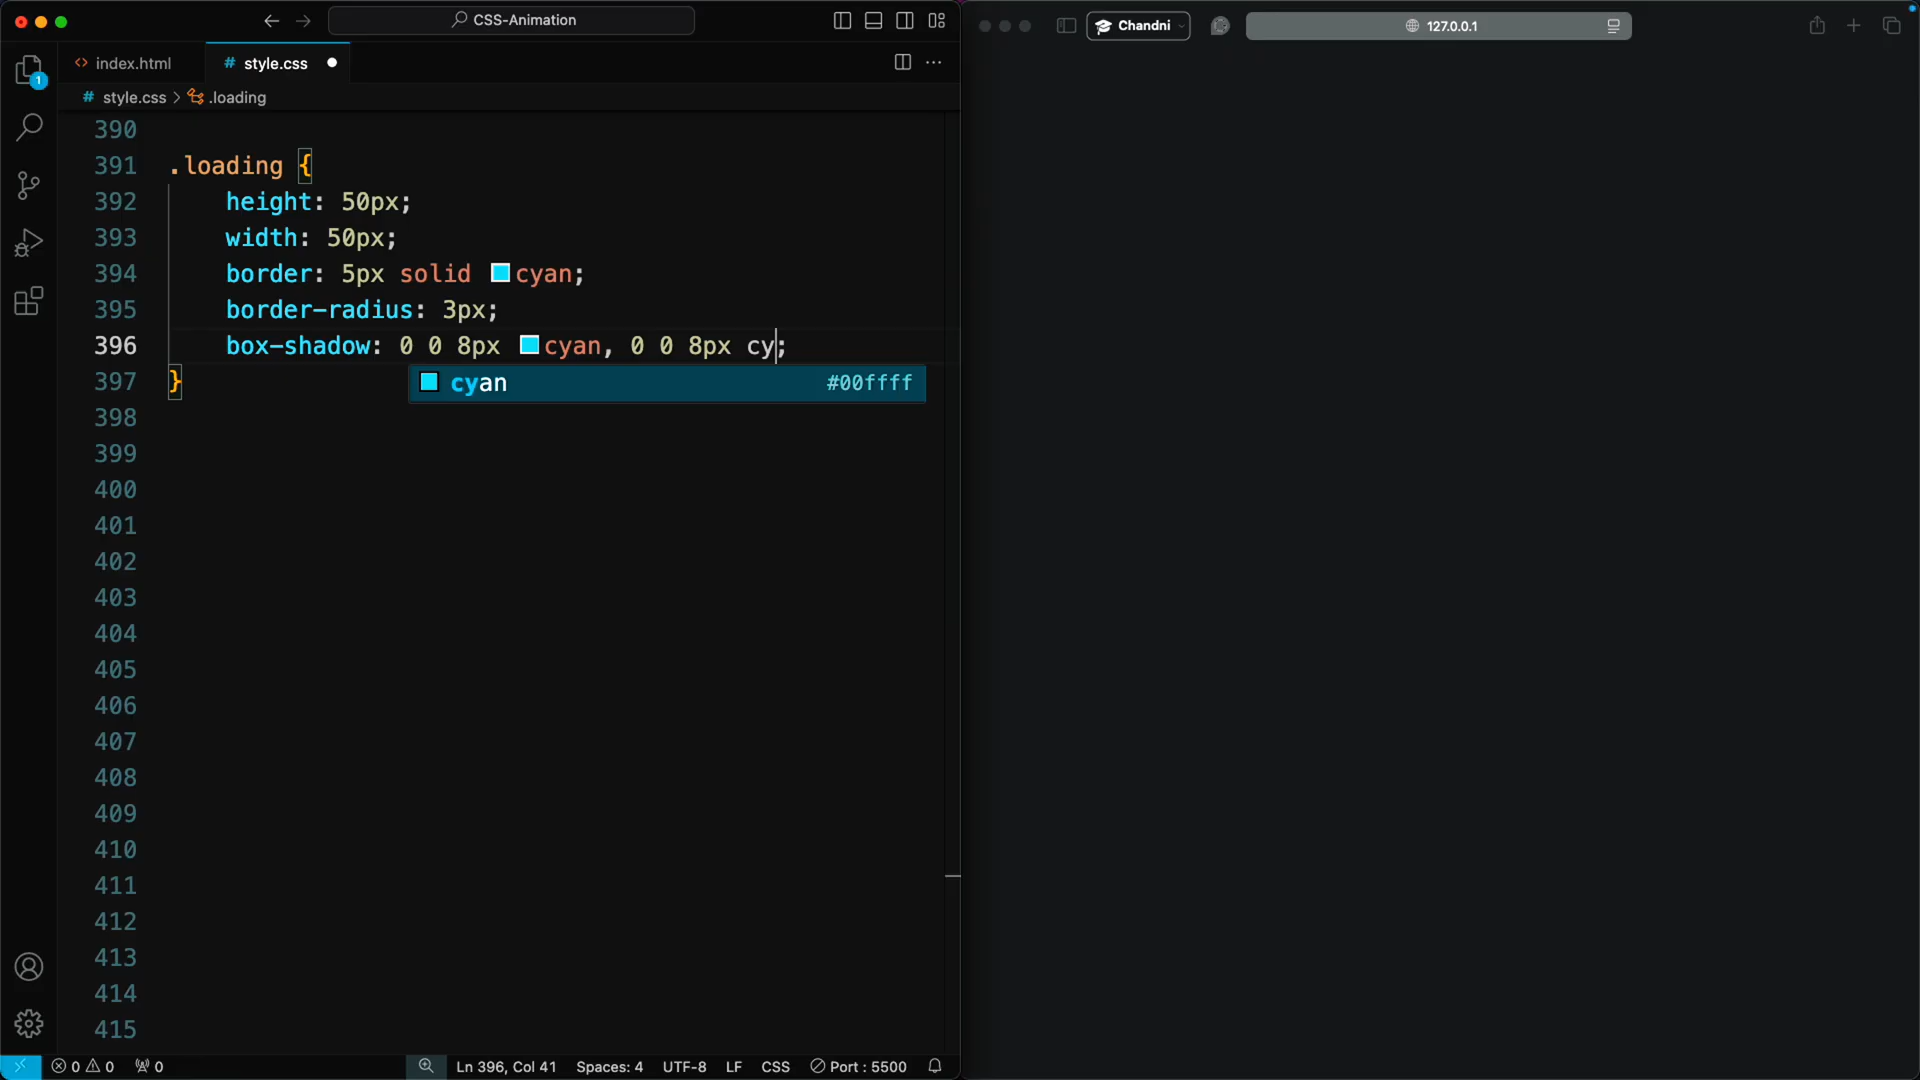 CSS-Animation
Chandni
127.0.0.1
1
index.html
# style.css
# style.css > .loading
390
391 .loading {
392 height: 50px;
393 width: 50px;
394 border: 5px solid cyan;
395 border-radius: 3px;
396 box-shadow: 0 0 8px cyan, 0 0 8px cy;
397 }
cyan #00ffff
398
399
400
401
402
403
404
405
406
407
408
409
410
411
412
413
414
415
0 0 0 Ln 396, Col 41 Spaces: 4 UTF-8 LF CSS Port : 5500